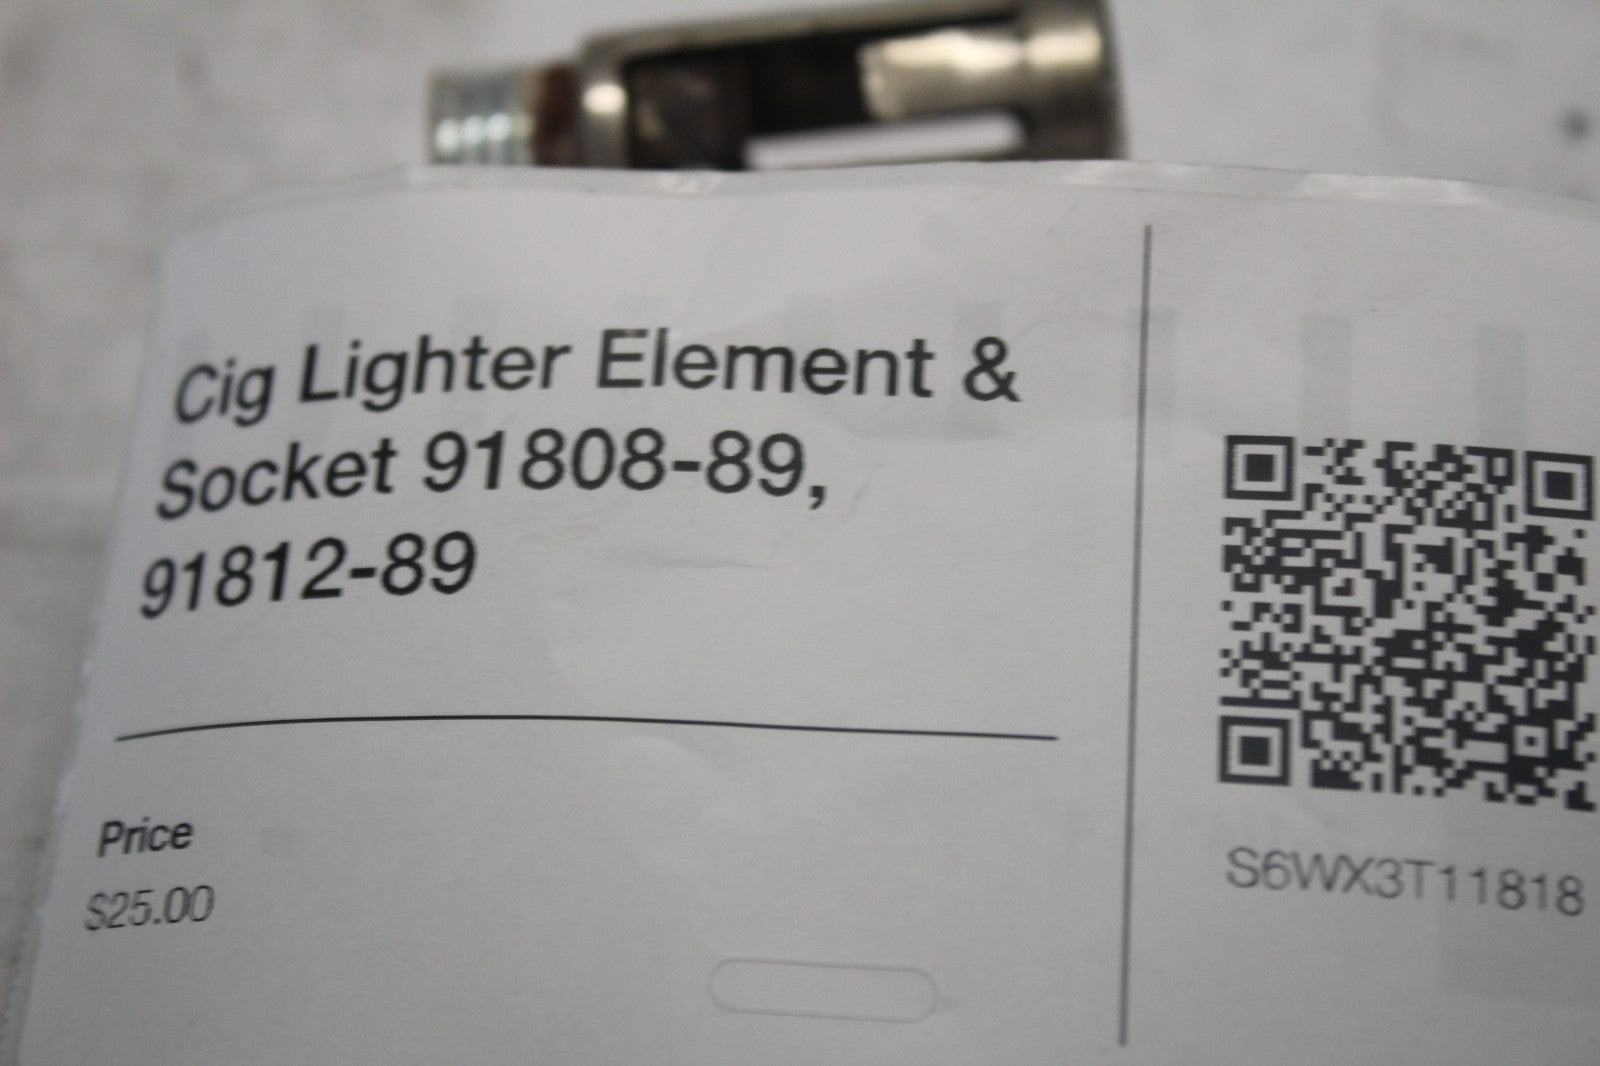 Cig Lighter Element &
Socket 91808-89,
91812-89
Price
$25.00
S6WX3T11818